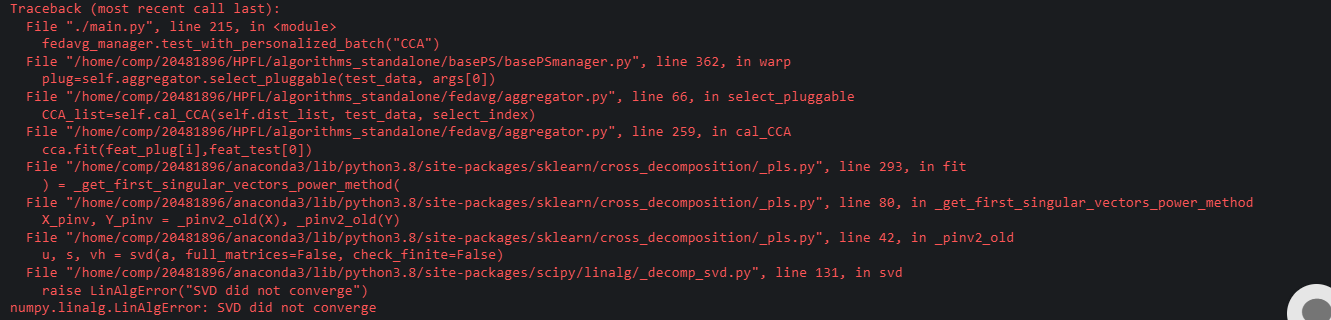 Traceback (most recent call last):
  File "./main.py", line 215, in <module>
    fedavg_manager.test_with_personalized_batch("CCA")
  File "/home/comp/20481896/HPFL/algorithms_standalone/basePS/basePSmanager.py", line 362, in warp
    plug=self.aggregator.select_pluggable(test_data, args[0])
  File "/home/comp/20481896/HPFL/algorithms_standalone/fedavg/aggregator.py", line 66, in select_pluggable
    CCA_list=self.cal_CCA(self.dist_list, test_data, select_index)
  File "/home/comp/20481896/HPFL/algorithms_standalone/fedavg/aggregator.py", line 259, in cal_CCA
    cca.fit(feat_plug[i],feat_test[0])
  File "/home/comp/20481896/anaconda3/lib/python3.8/site-packages/sklearn/cross_decomposition/_pls.py", line 293, in fit
    ) = _get_first_singular_vectors_power_method(
  File "/home/comp/20481896/anaconda3/lib/python3.8/site-packages/sklearn/cross_decomposition/_pls.py", line 80, in _get_first_singular_vectors_power_method
    X_pinv, Y_pinv = _pinv2_old(X), _pinv2_old(Y)
  File "/home/comp/20481896/anaconda3/lib/python3.8/site-packages/sklearn/cross_decomposition/_pls.py", line 42, in _pinv2_old
    u, s, vh = svd(a, full_matrices=False, check_finite=False)
  File "/home/comp/20481896/anaconda3/lib/python3.8/site-packages/scipy/linalg/_decomp_svd.py", line 131, in svd
    raise LinAlgError("SVD did not converge")
numpy.linalg.LinAlgError: SVD did not converge